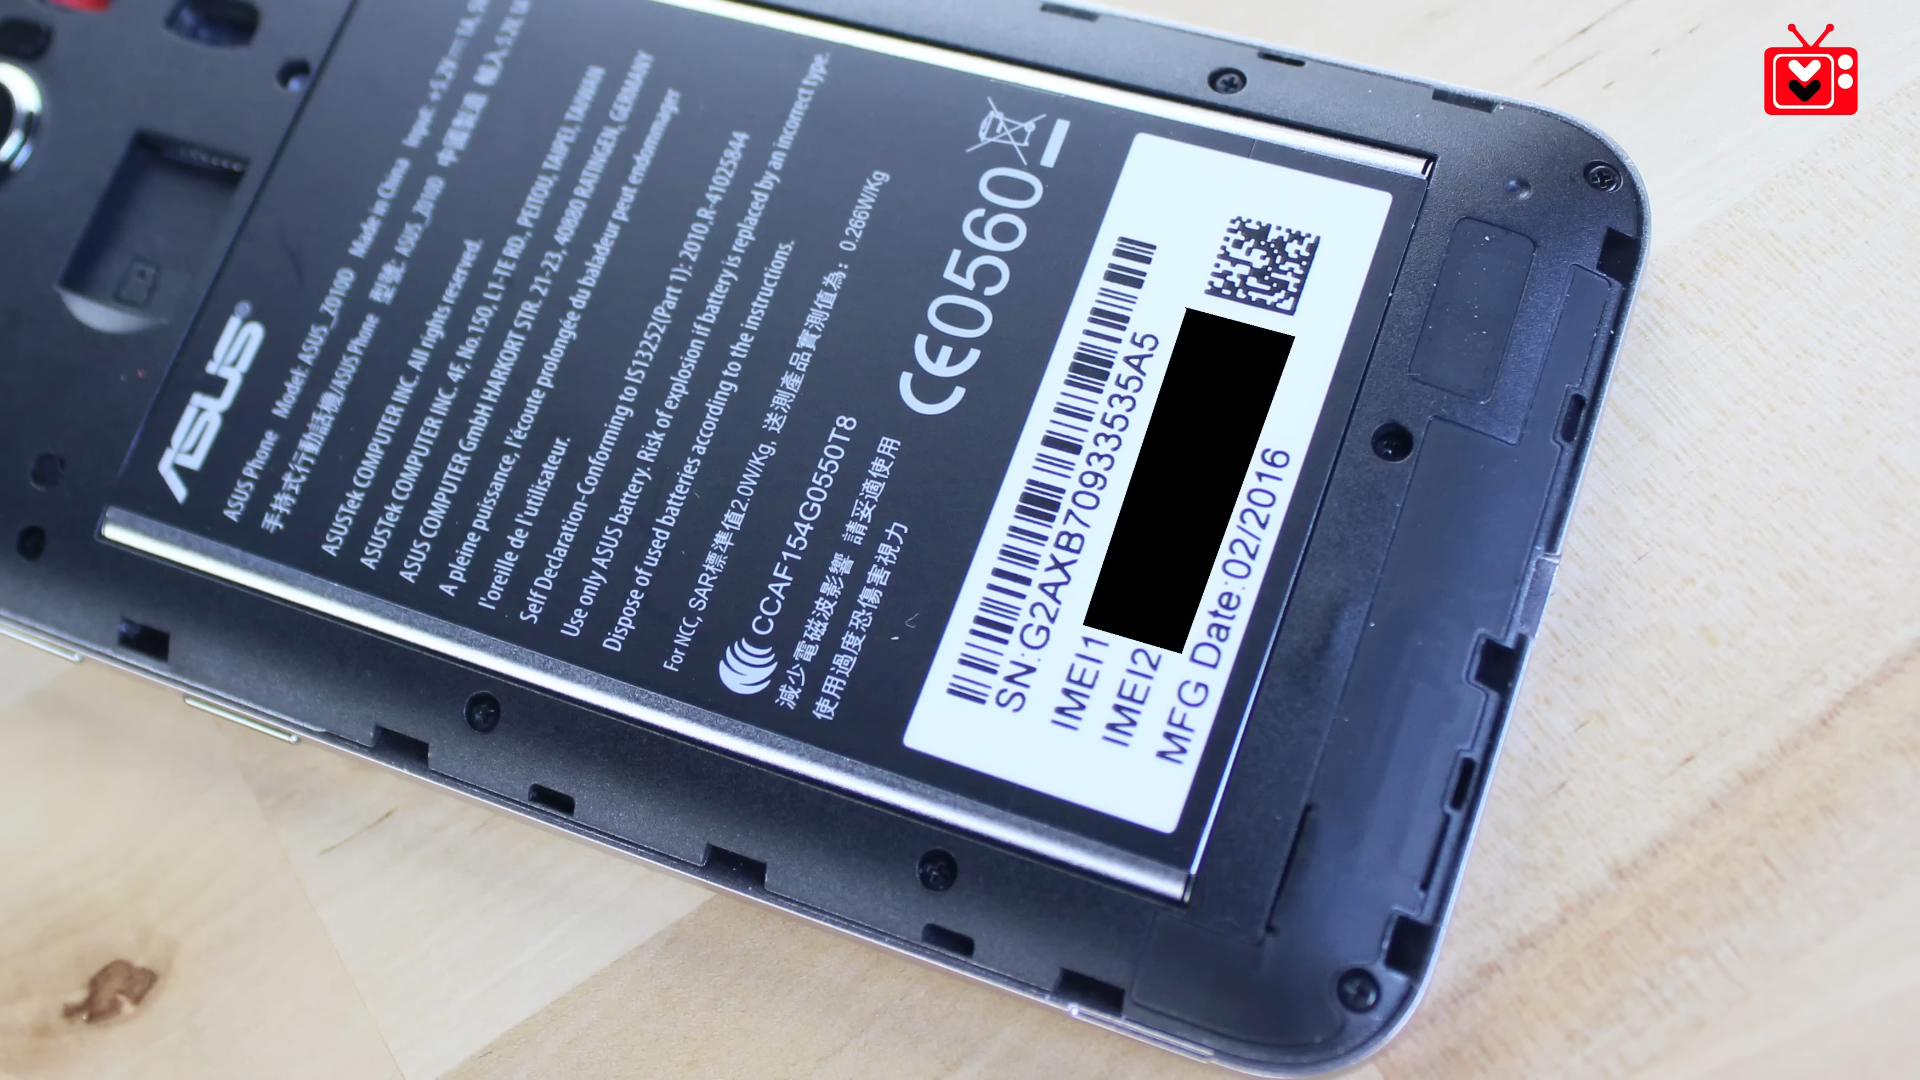 ASUS
ASUS Phone Model: ASUS_Z010D Made in China Input:
手持式行動話機/ASUS Phone 型號: ASUS_Z010D 中國製造 輸入:
ASUSTek COMPUTER INC. All rights reserved.
ASUSTek COMPUTER INC. 4F, No.150, LI-TE RD., PEITOU, TAIPEI, TAIWAN
ASUS COMPUTER GmbH HARKORT STR. 21-23, 40880 RATINGEN, GERMANY
A pleine puissance, l'écoute prolongée du baladeur peut endommager
l'oreille de l'utilisateur.
Self Declaration-Conforming to IS13252(Part 1): 2010.R-41025844
Use only ASUS battery. Risk of explosion if battery is replaced by an incorrect type.
Dispose of used batteries according to the instructions.
For NCC, SAR標準值2.0W/Kg, 送測產品實測值為: 0.266W/Kg
CCAF154G0550T8
減少電磁波影響 請妥適使用
使用過度恐傷害視力
CE0560
SN:G2AXB7093353​5A5
IMEI1
IMEI2
MFG Date:02/2016